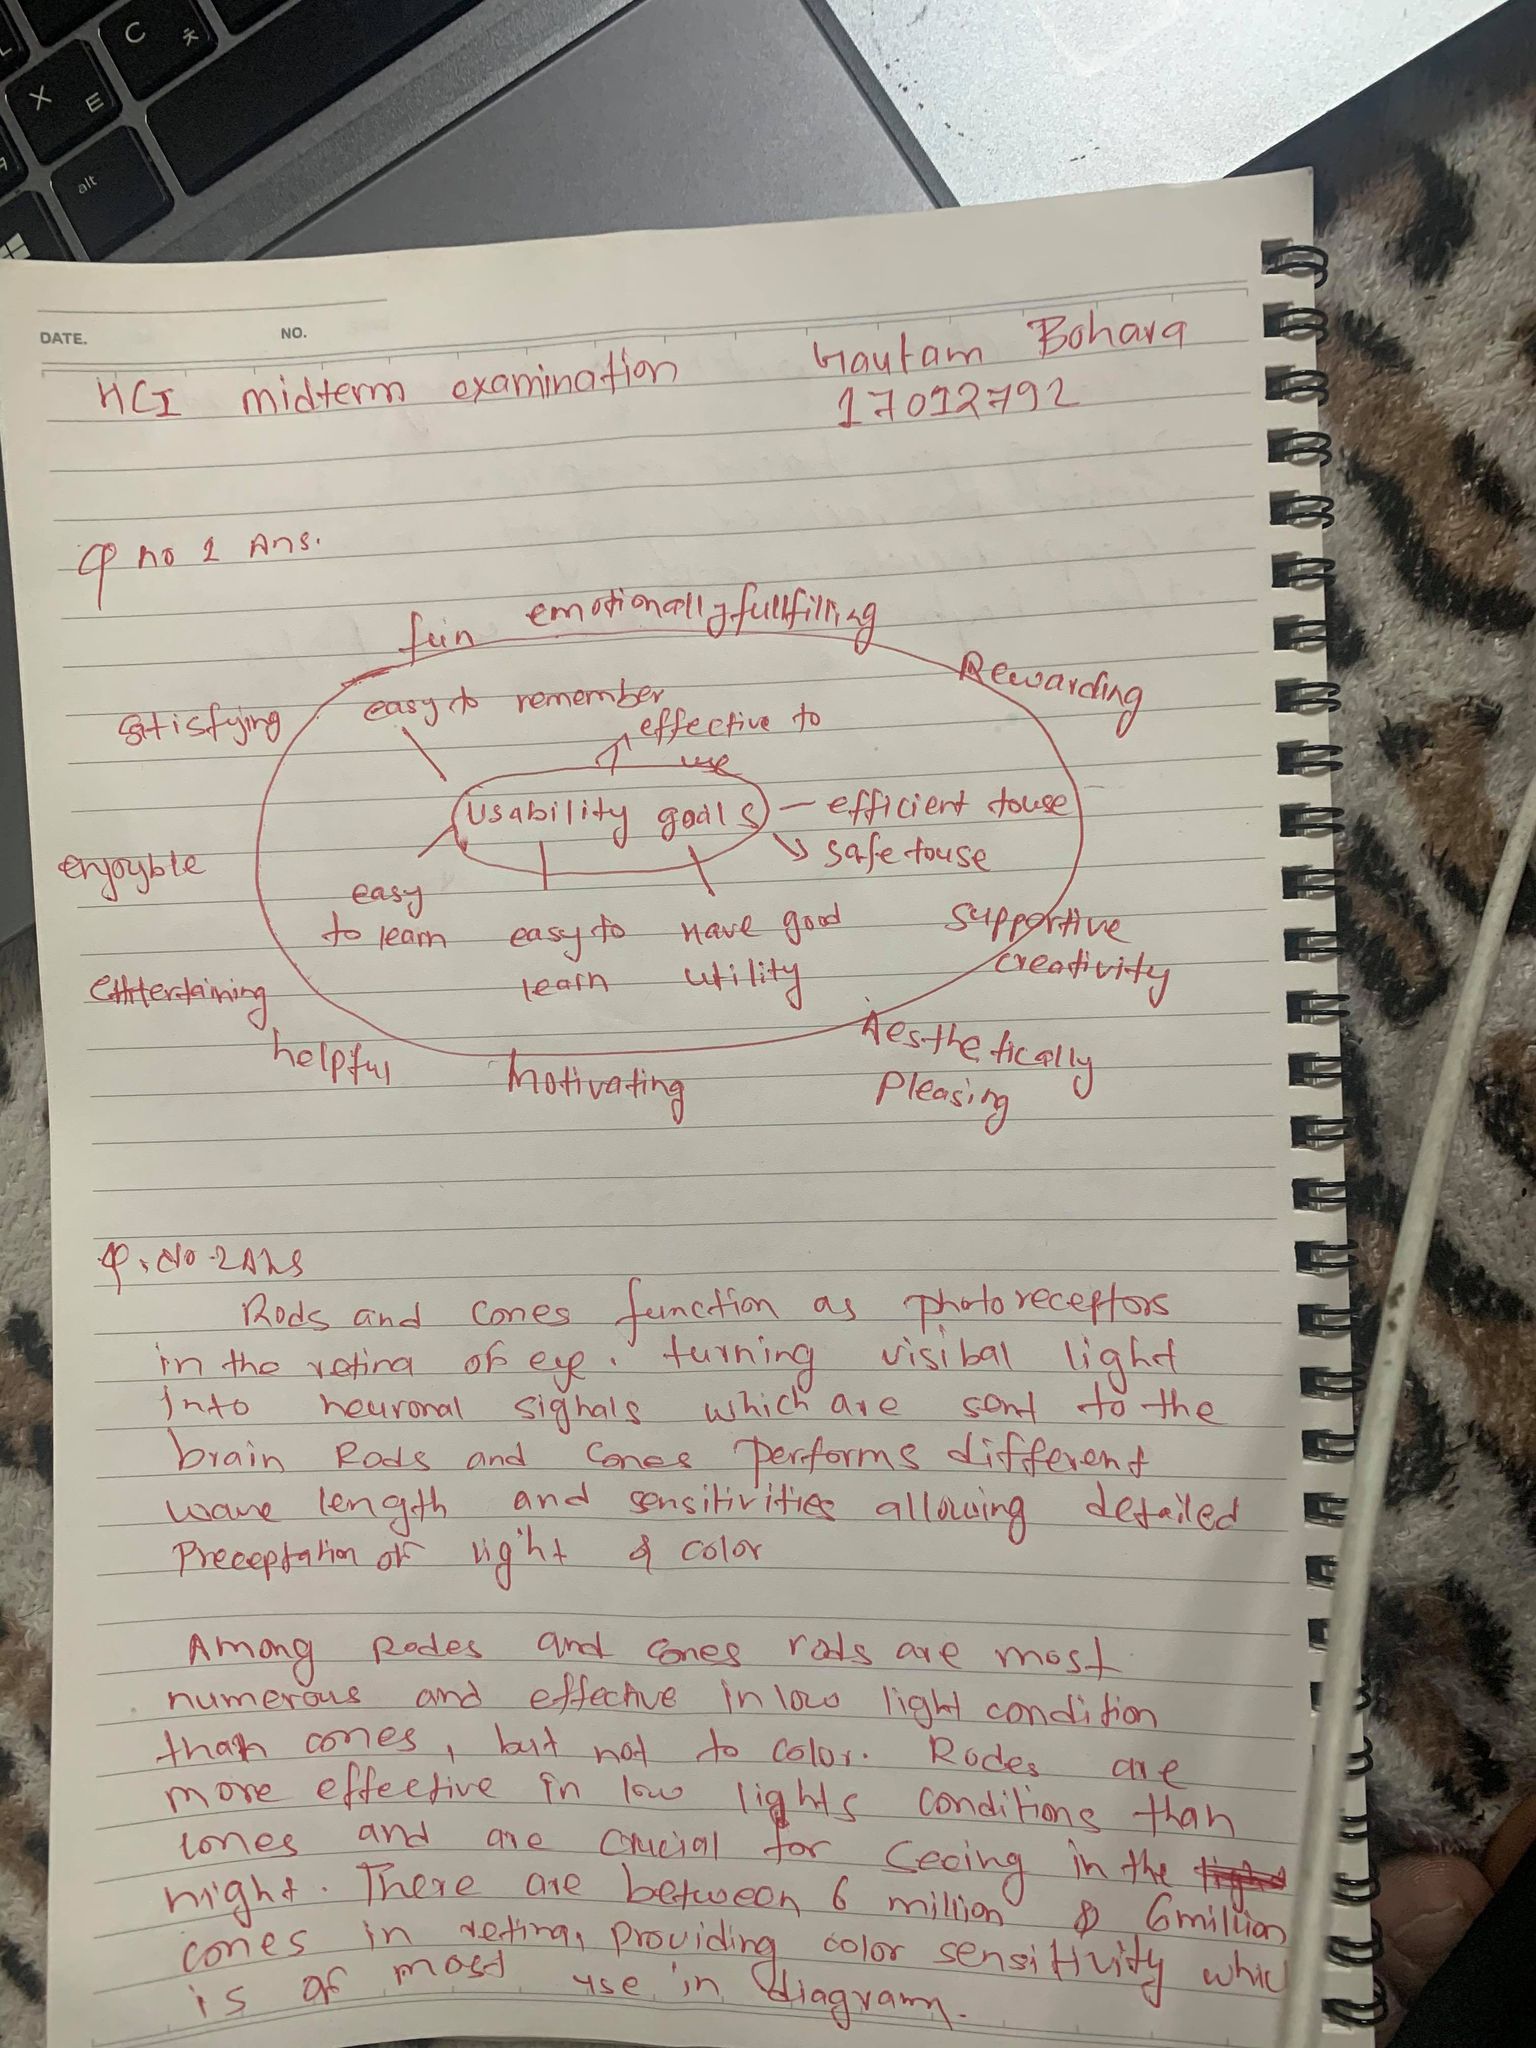 C ㅊ
X ㅌ
alt
DATE.
NO.
HCI midterm examination
Gautam Bohara
17012792
Q no 1 Ans.
fun emotionally fullfilling
Rewarding
Satisfying
easy to remember
effective to
use
Usability goals
efficient to use
safe to use
enjoyble
easy
to learn
easy to
learn
Have good
utility
supportive
creativity
entertaining
helpful
Motivating
Aesthetically
Pleasing
Q. No-2 Ans
Rods and cones function as photoreceptors
in the retina of eye. turning visibal light
into neuronal signals which are sent to the
brain Rods and cones performs different
wave length and sensitivities allowing detailed
Preceptation of light & color
Among Rodes and cones rods are most
numerous and effective in low light condition
than cones, but not to color. Rodes are
more effective in low lights conditions than
cones and are crucial for seeing in the
night. There are between 6 million & 6 million
cones in retina, providing color sensitivity whic
is of most use in diagram.